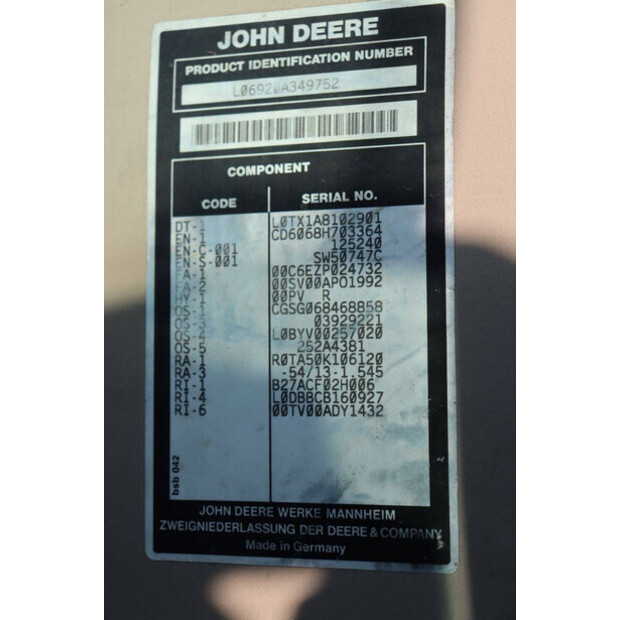 JOHN DEERE
PRODUCT IDENTIFICATION NUMBER
L06920A349752
COMPONENT
CODE SERIAL NO.
DT-1 L0TX1A8102901
EN-1 CD6068H703364
EN-C-001 125240
EN-S-001 SW50747C
FA-1 00C6EZP024732
FA-2 00SV00AP01992
HY-1 00PV R
OS-1 CGSG068468858
OS-3 03929221
OS-4 L0BYV00257020
OS-5 252A4381
RA-1 R0TA50K106120
RA-3 -54/13-1.545
RI-1 B27ACF02H006
RI-4 L0DBBCB160927
RI-6 00TV00ADY1432
bsb 042
JOHN DEERE WERKE MANNHEIM
ZWEIGNIEDERLASSUNG DER DEERE & COMPANY
Made in Germany